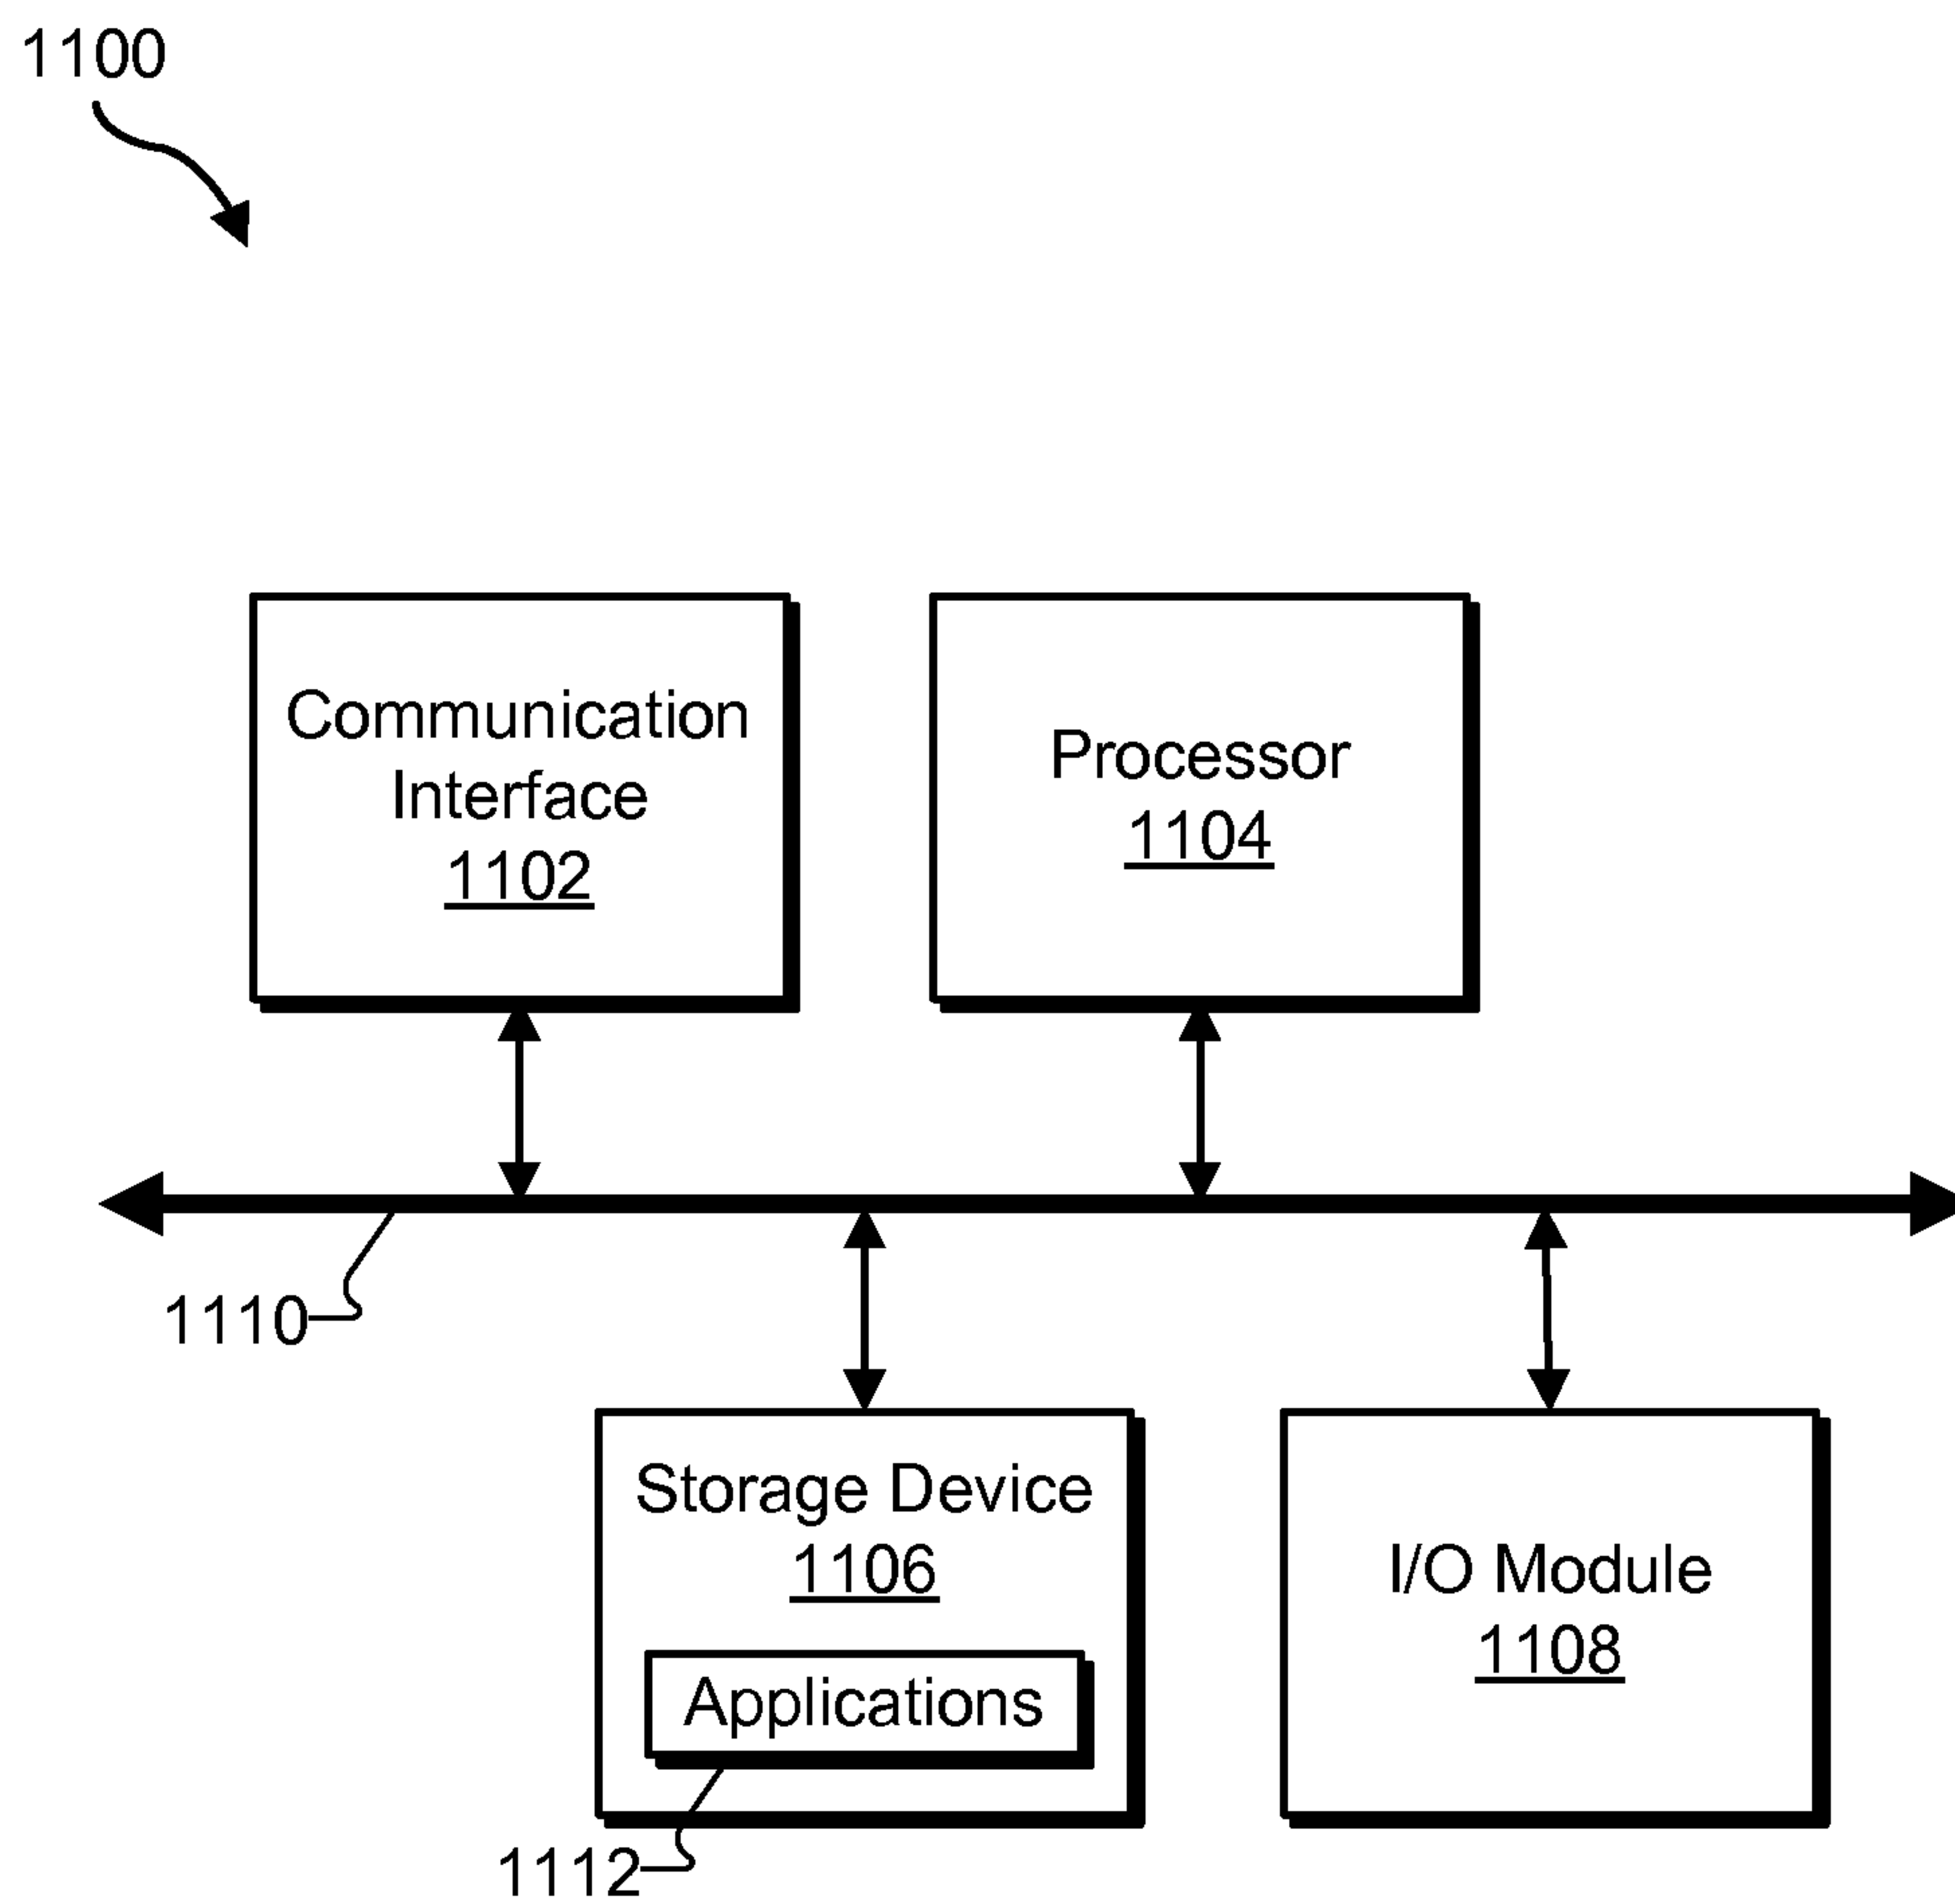 1100
Communication
Interface
1102
Processor
1104
1110
Storage Device
1106
Applications
1112
I/O Module
1108